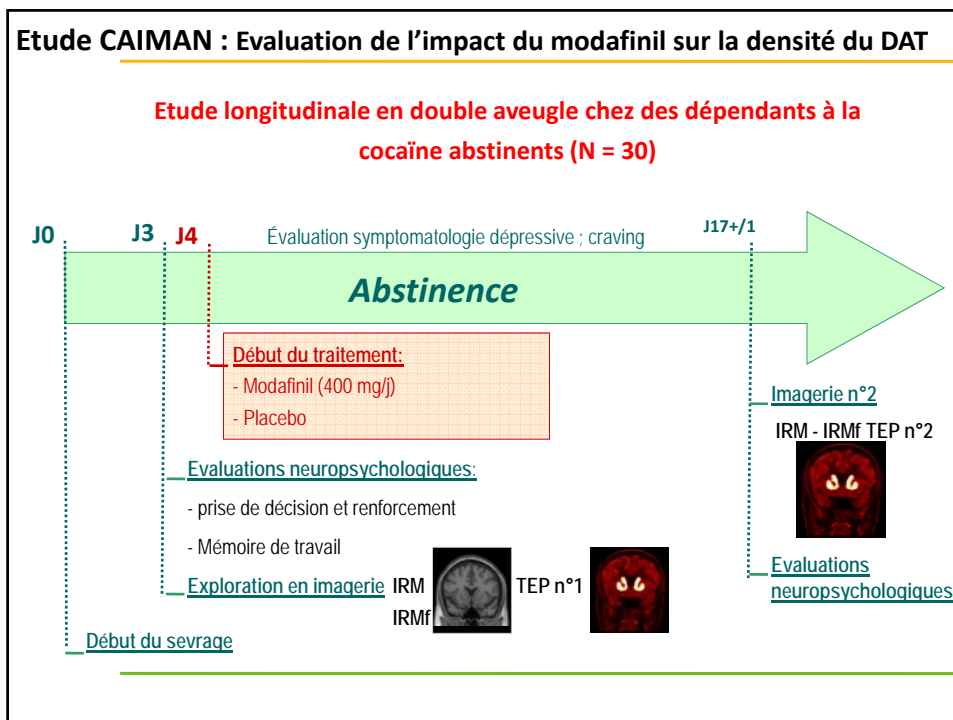 Etude CAIMAN : Evaluation de l’impact du modafinil sur la densité du DAT
Etude longitudinale en double aveugle chez des dépendants à la
cocaïne abstinents (N = 30)
J0
J3
J4
Évaluation symptomatologie dépressive ; craving
J17+/1
Abstinence
Début du traitement:
- Modafinil (400 mg/j)
- Placebo
Imagerie n°2
IRM - IRMf TEP n°2
Evaluations neuropsychologiques:
- prise de décision et renforcement
- Mémoire de travail
Exploration en imagerie IRM
IRMf
TEP n°1
Evaluations
neuropsychologiques
Début du sevrage